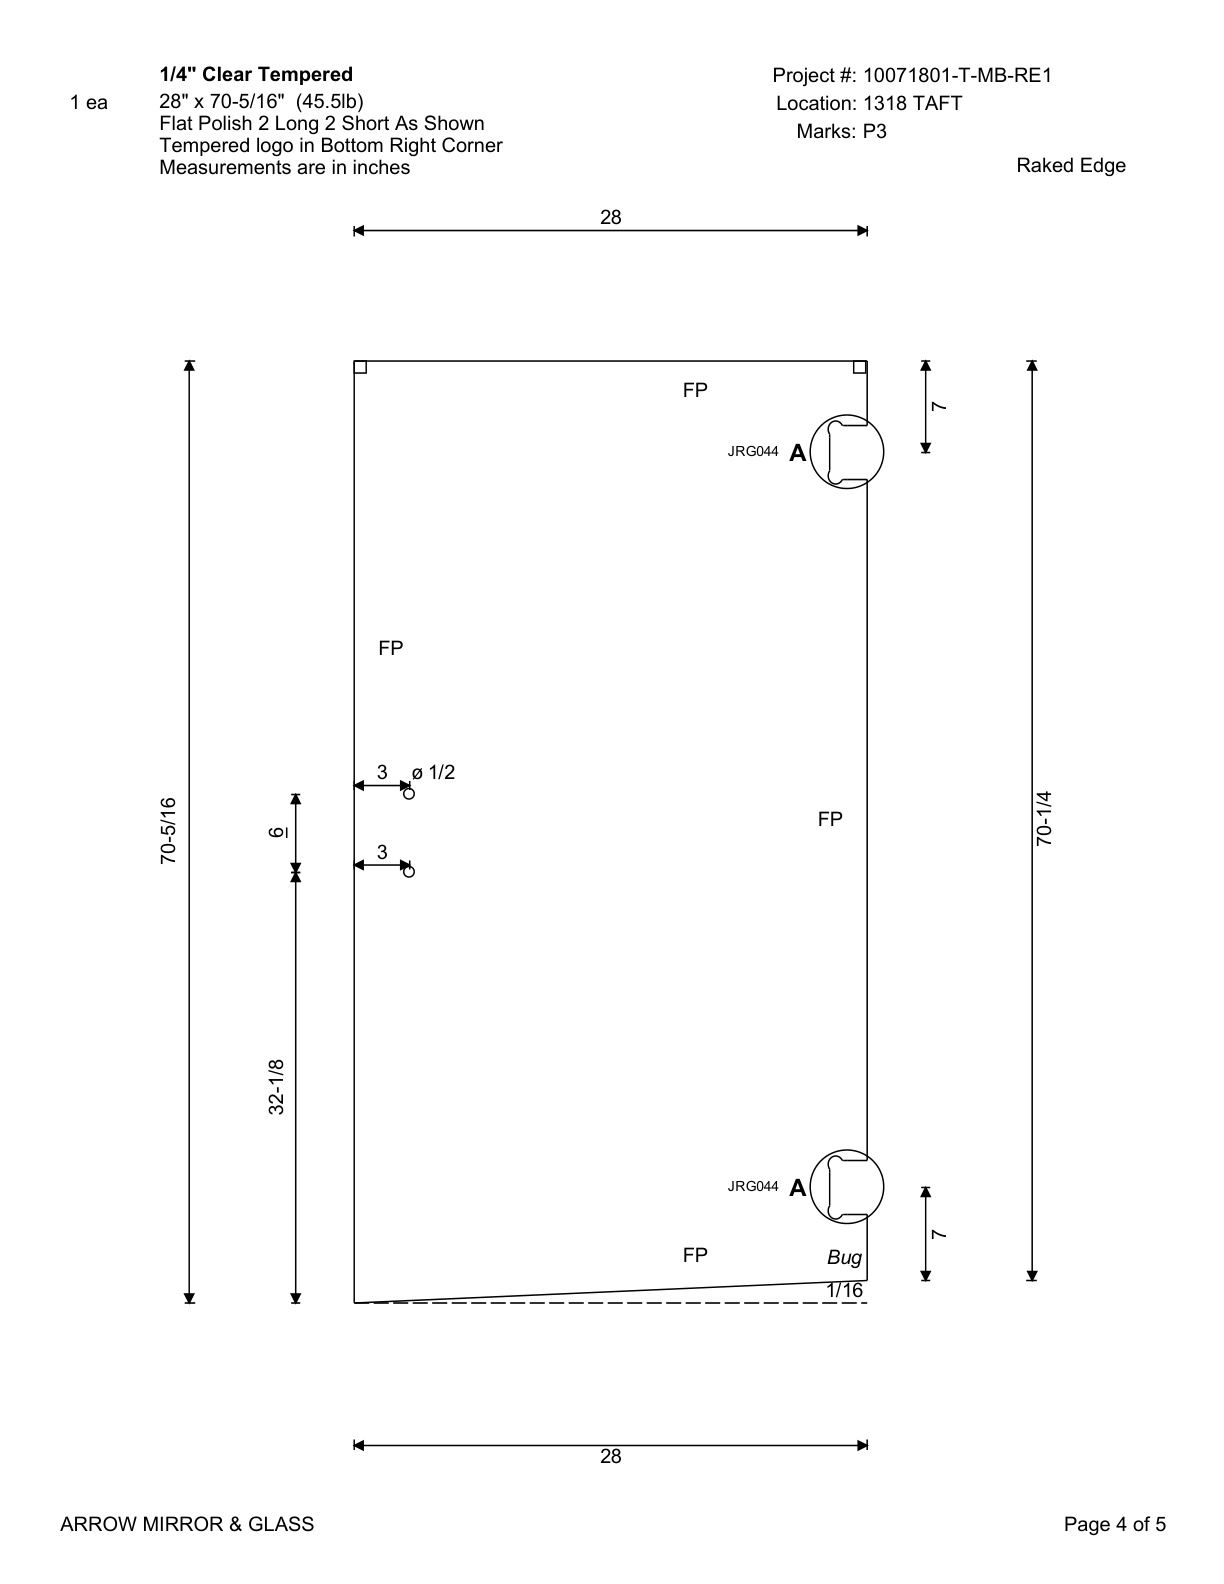 1/4" Clear Tempered
1 ea
28" x 70-5/16" (45.5lb)
Flat Polish 2 Long 2 Short As Shown
Tempered logo in Bottom Right Corner
Measurements are in inches
Project #: 10071801-T-MB-RE1
Location: 1318 TAFT
Marks: P3
Raked Edge
28
FP
7
JRG044 A
FP
3 ø 1/2
6
3
70-5/16
FP
70-1/4
32-1/8
JRG044 A
7
FP
Bug
1/16
28
ARROW MIRROR & GLASS
Page 4 of 5